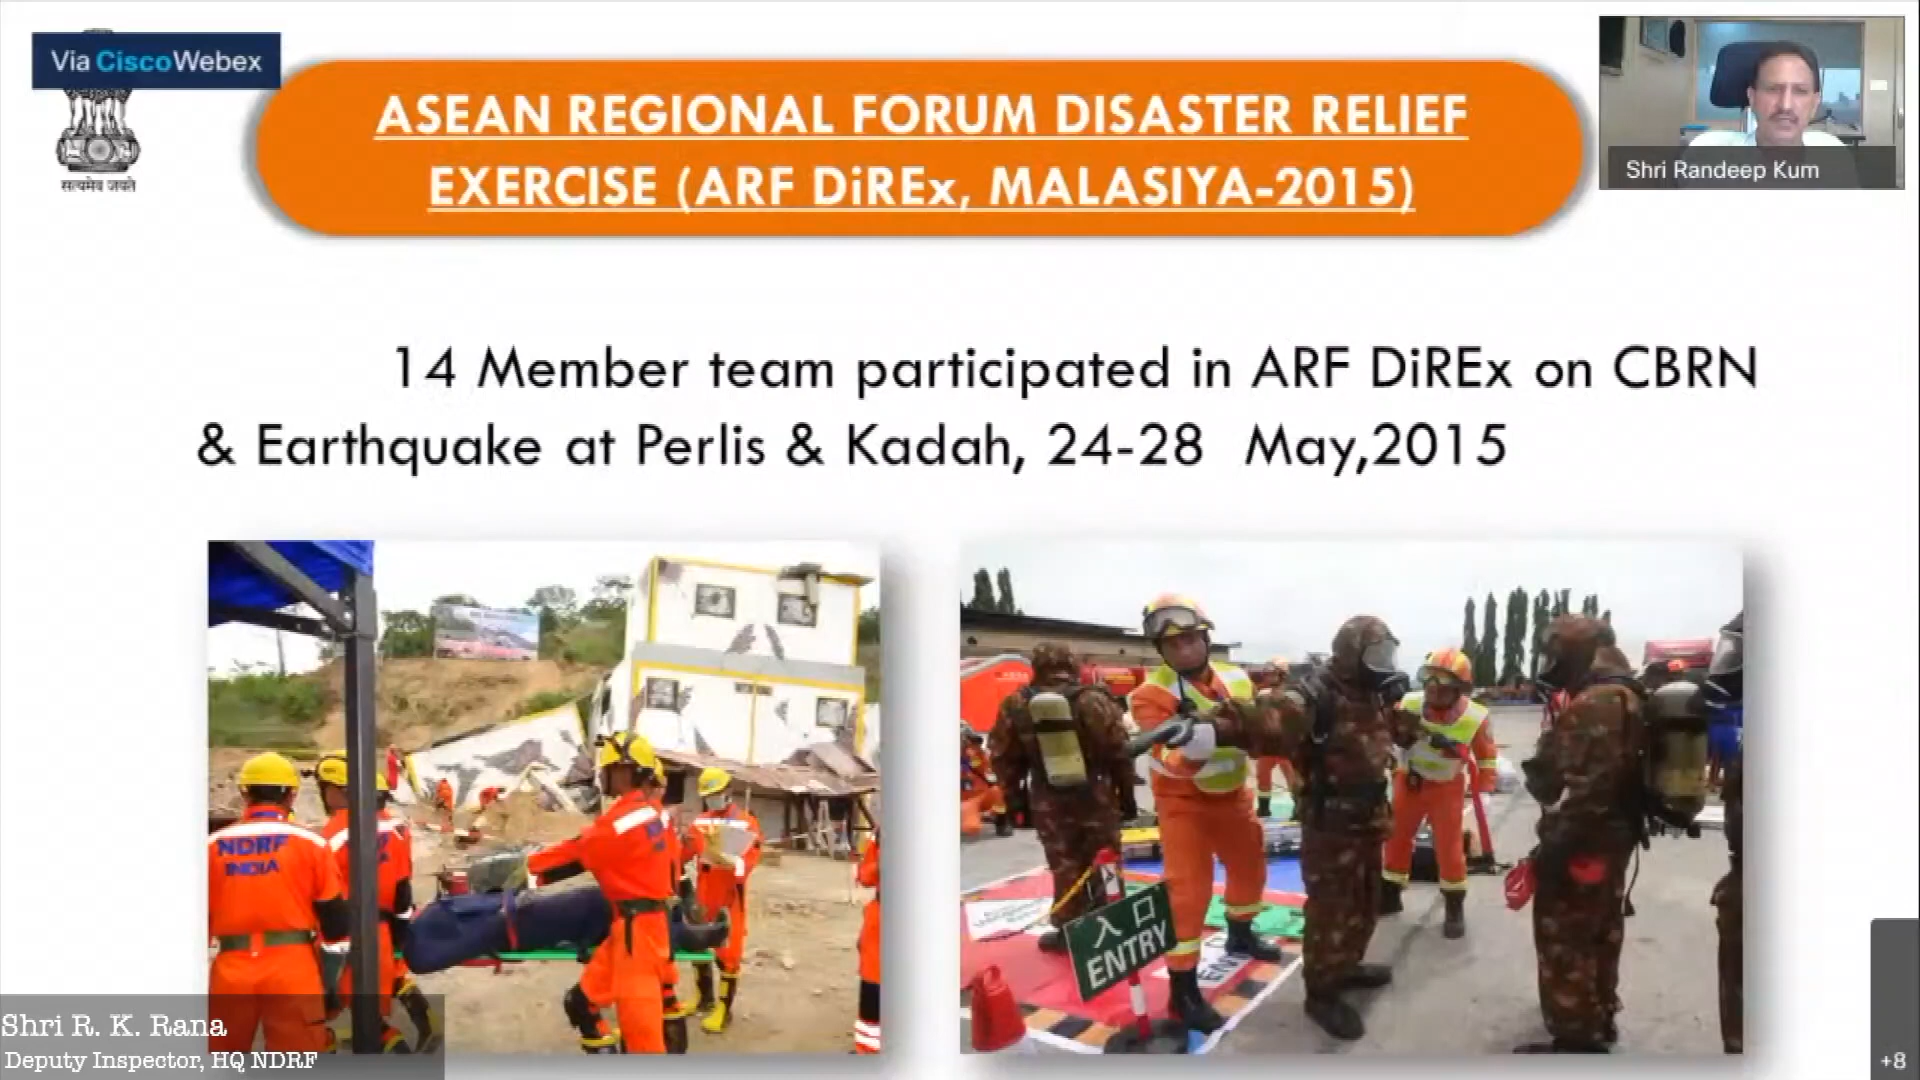 Via CiscoWebex
सत्यमेव जयते
ASEAN REGIONAL FORUM DISASTER RELIEF
EXERCISE (ARF DiREx, MALASIYA-2015)
Shri Randeep Kum
14 Member team participated in ARF DiREx on CBRN
& Earthquake at Perlis & Kadah, 24-28 May,2015
NDRF
INDIA
入口
ENTRY
Shri R. K. Rana
Deputy Inspector, HQ NDRF
+8